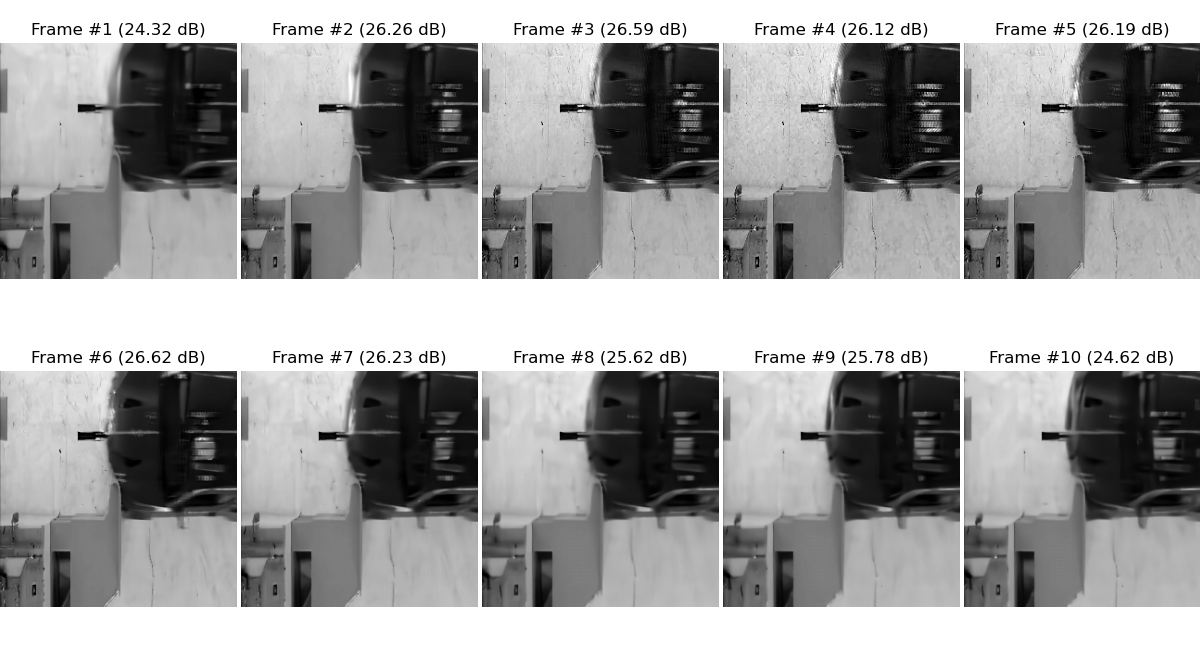 Frame #1 (24.32 dB)
Frame #2 (26.26 dB)
Frame #3 (26.59 dB)
Frame #4 (26.12 dB)
Frame #5 (26.19 dB)
Frame #6 (26.62 dB)
Frame #7 (26.23 dB)
Frame #8 (25.62 dB)
Frame #9 (25.78 dB)
Frame #10 (24.62 dB)